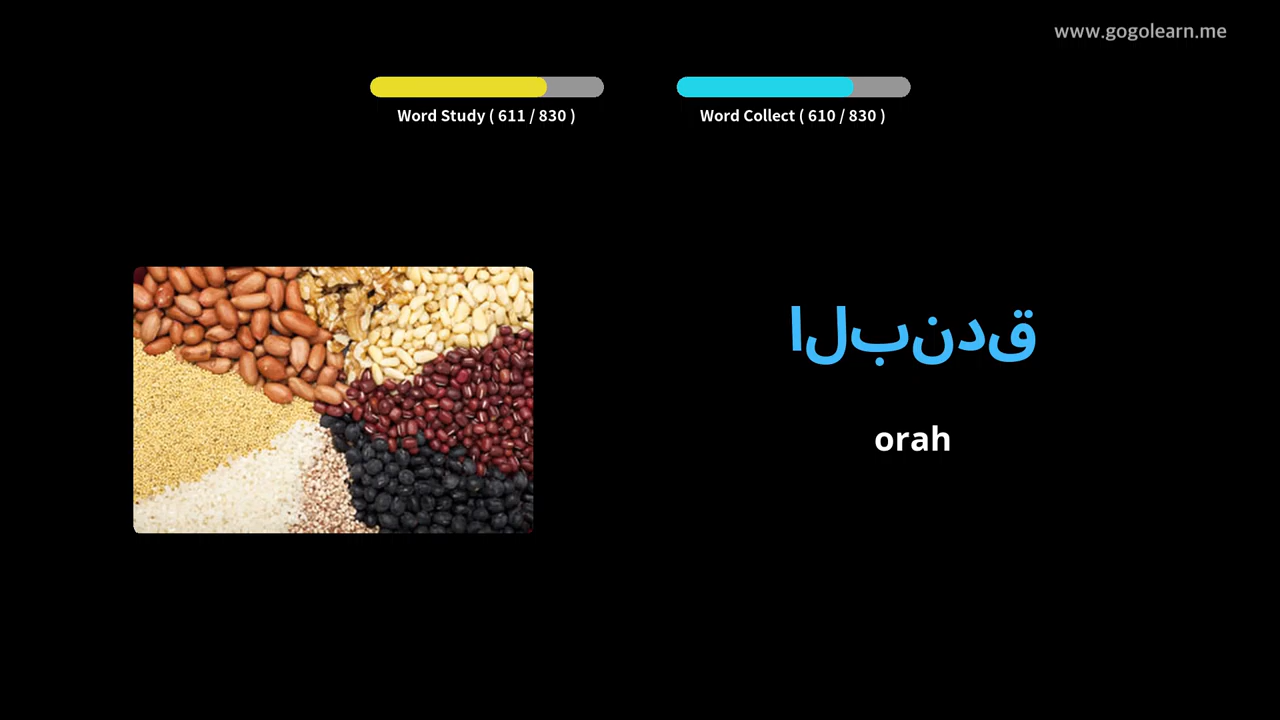 www.gogolearn.me
Word Study ( 611 / 830 )
Word Collect ( 610 / 830 )
البندق
orah